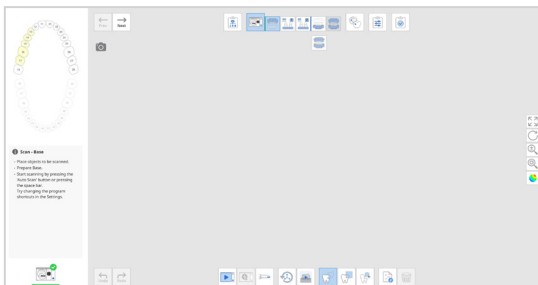 Prev
Next
Scan - Base
- Place objects to be scanned.
- Prepare Base.
- Start scanning by pressing the
'Auto Scan' button or pressing
the space bar.
Try changing the program
shortcuts in the Settings.